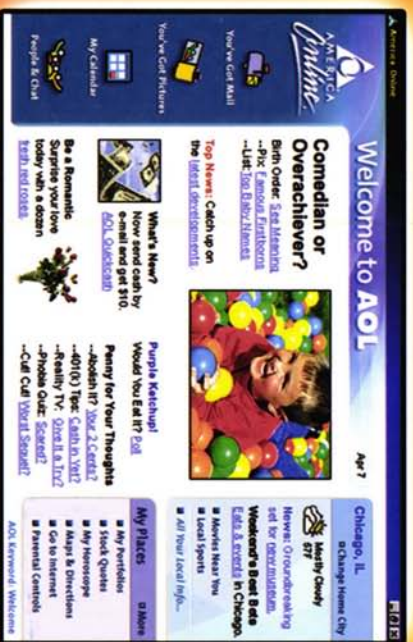 America Online
AMERICA
Online
Welcome to AOL
Apr 7
You've Got Mail
You've Got Pictures
My Calendar
People & Chat
Comedian or
Overachiever?
Birth Order: See Meaning
--Pix: Famous Firstborns
--List: Top Baby Names
Top News: Catch up on
the latest developments.
What's New?
Now send cash by
e-mail and get $10.
AOL Quickcash
Be a Romantic
Surprise your love
today with a dozen
fresh red roses.
Purple Ketchup!
Would You Eat It? Poll
Penny for Your Thoughts
--Abolish It? Your 2 Cents?
--401(k) Tips: Cash in Yet?
--Reality TV: Give It a Try?
--Phobia Quiz: Scared?
--Cut! Cut! Worst Sequel?
Chicago, IL
Change Home City
Mostly Cloudy
67F
News: Groundbreaking
set for new museum.
Weekend's Best Bets
Eats & events in Chicago.
Movies Near You
Local Sports
All Your Local Info...
My Places
More
My Portfolios
Stock Quotes
My Horoscope
Maps & Directions
Go to Internet
Parental Controls
AOL Keyword: Welcome